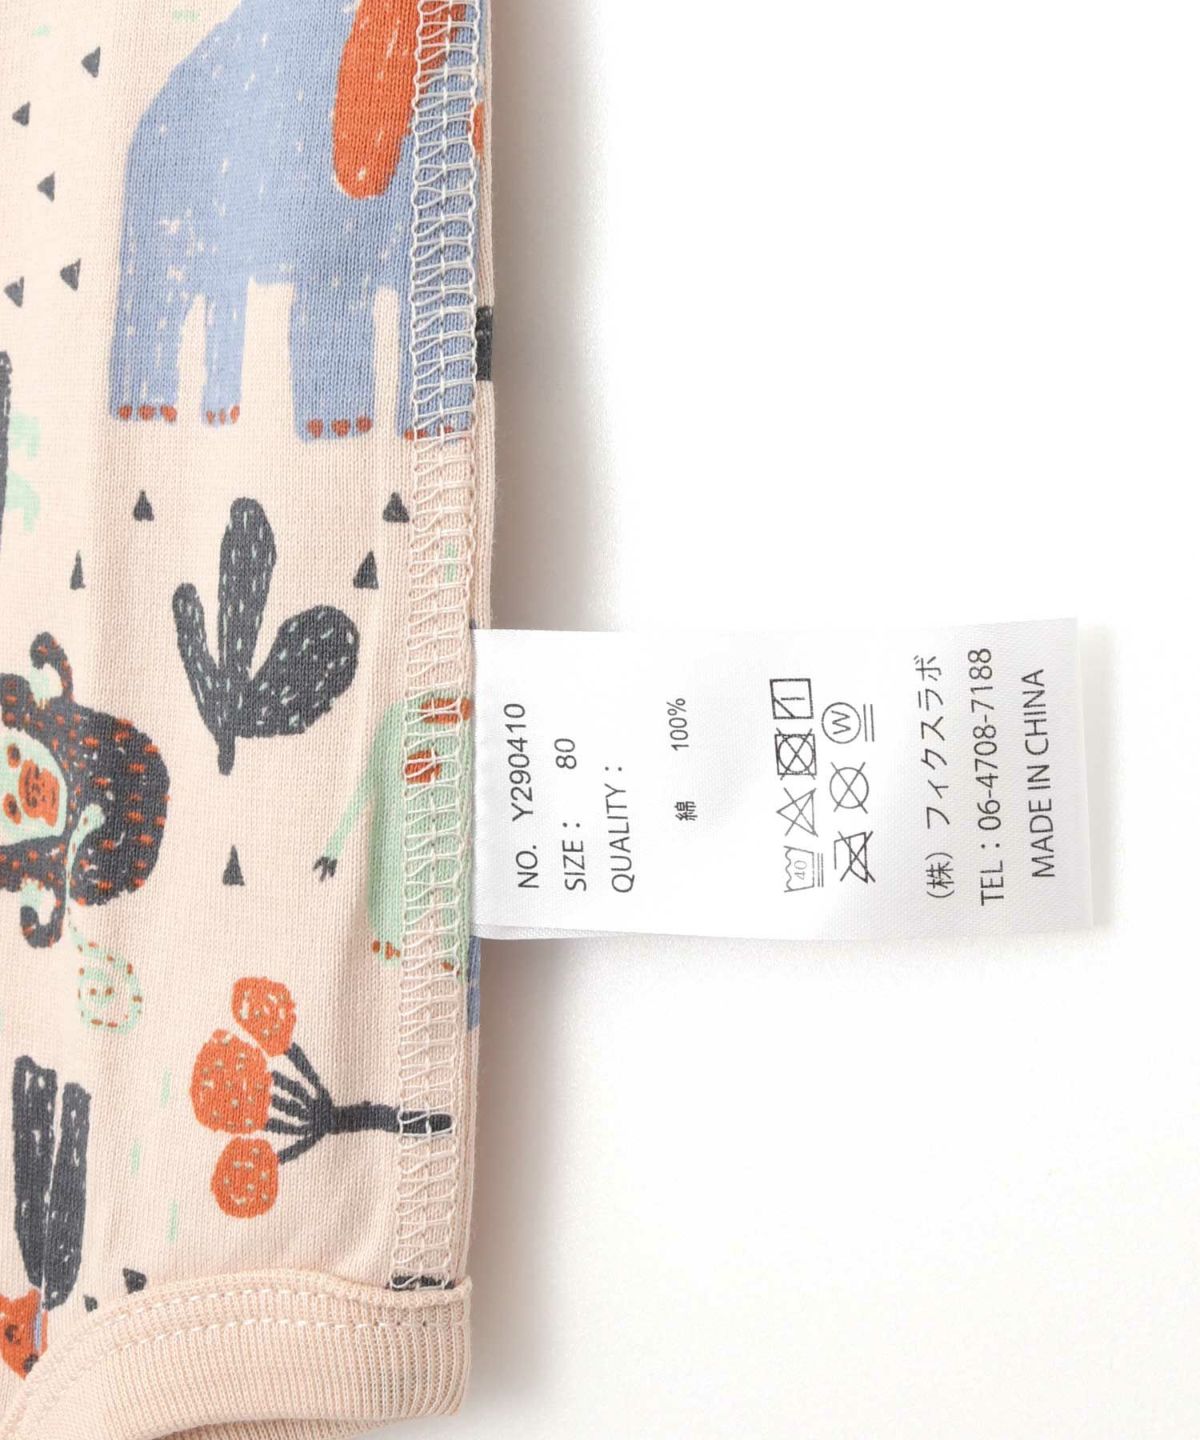 NO. Y290410
SIZE： 80
QUALITY：
綿 100%
40
W
(株) フィクスラボ
TEL：06-4708-7188
MADE IN CHINA